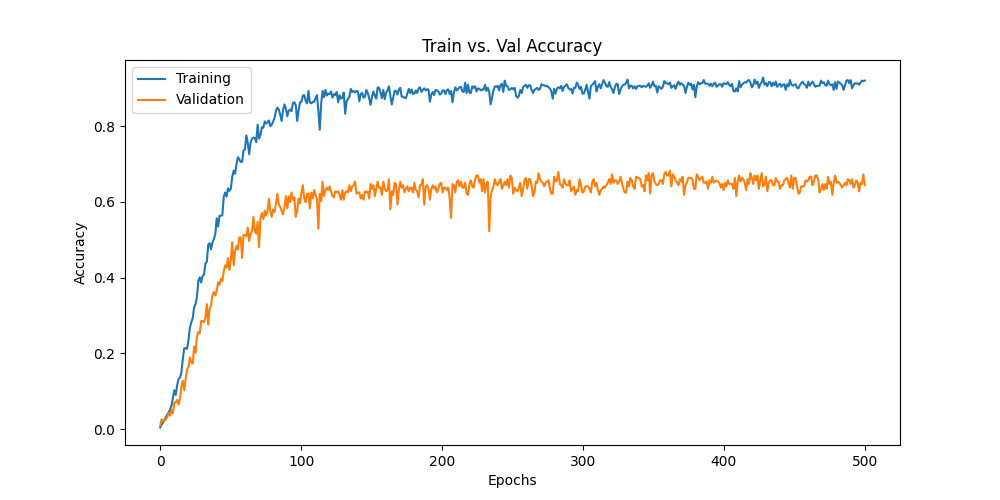 Train vs. Val Accuracy
Training
Validation
Accuracy
0.8
0.6
0.4
0.2
0.0
0 100 200 300 400 500
Epochs